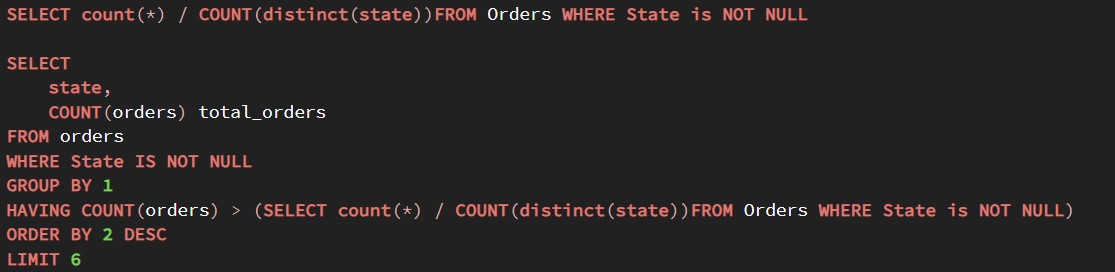 SELECT count(*) / COUNT(distinct(state))FROM Orders WHERE State is NOT NULL
SELECT
state,
COUNT(orders) total_orders
FROM orders
WHERE State IS NOT NULL
GROUP BY 1
HAVING COUNT(orders) > (SELECT count(*) / COUNT(distinct(state))FROM Orders WHERE State is NOT NULL)
ORDER BY 2 DESC
LIMIT 6